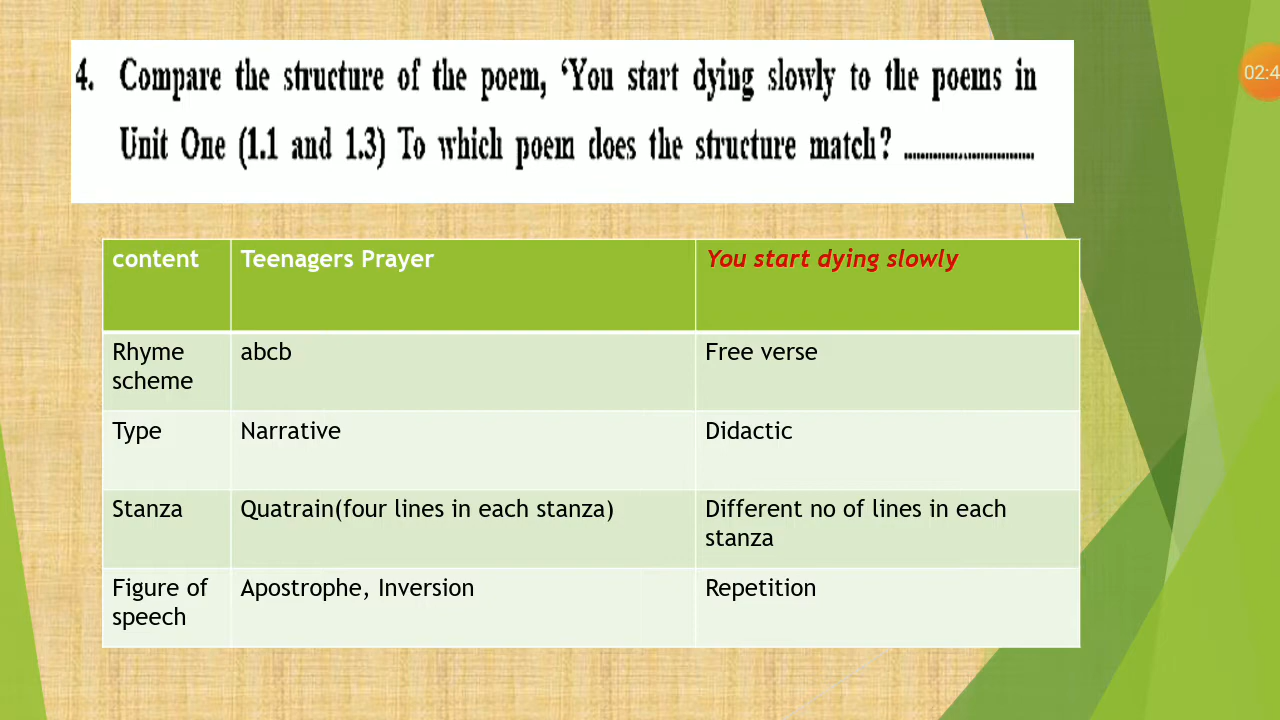 4. Compare the structure of the poem, ‘You start dying slowly to the poems in
Unit One (1.1 and 1.3) To which poem does the structure match? ................................
02:4
content Teenagers Prayer You start dying slowly
Rhyme scheme abcb Free verse
Type Narrative Didactic
Stanza Quatrain(four lines in each stanza) Different no of lines in each stanza
Figure of speech Apostrophe, Inversion Repetition